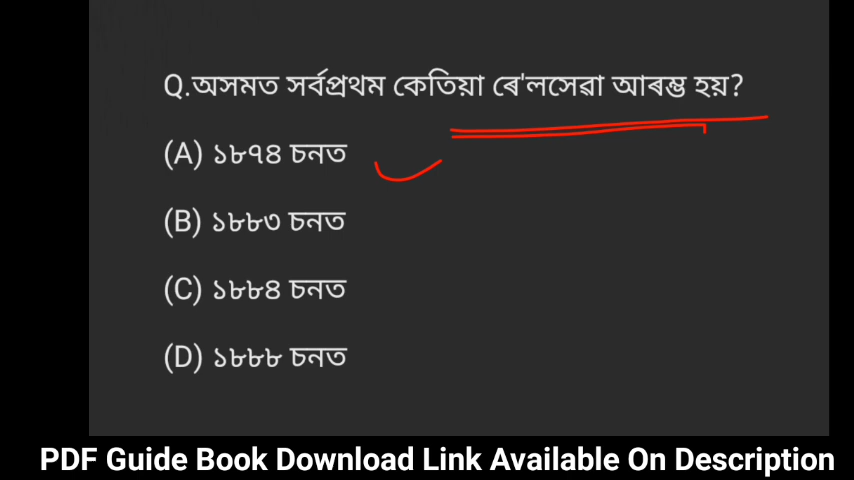 Q.অসমত সৰ্বপ্ৰথম কেতিয়া ৰে'লসেৱা আৰম্ভ হয়?
(A) ১৮৭৪ চনত
(B) ১৮৮৩ চনত
(C) ১৮৮৪ চনত
(D) ১৮৮৮ চনত
PDF Guide Book Download Link Available On Description